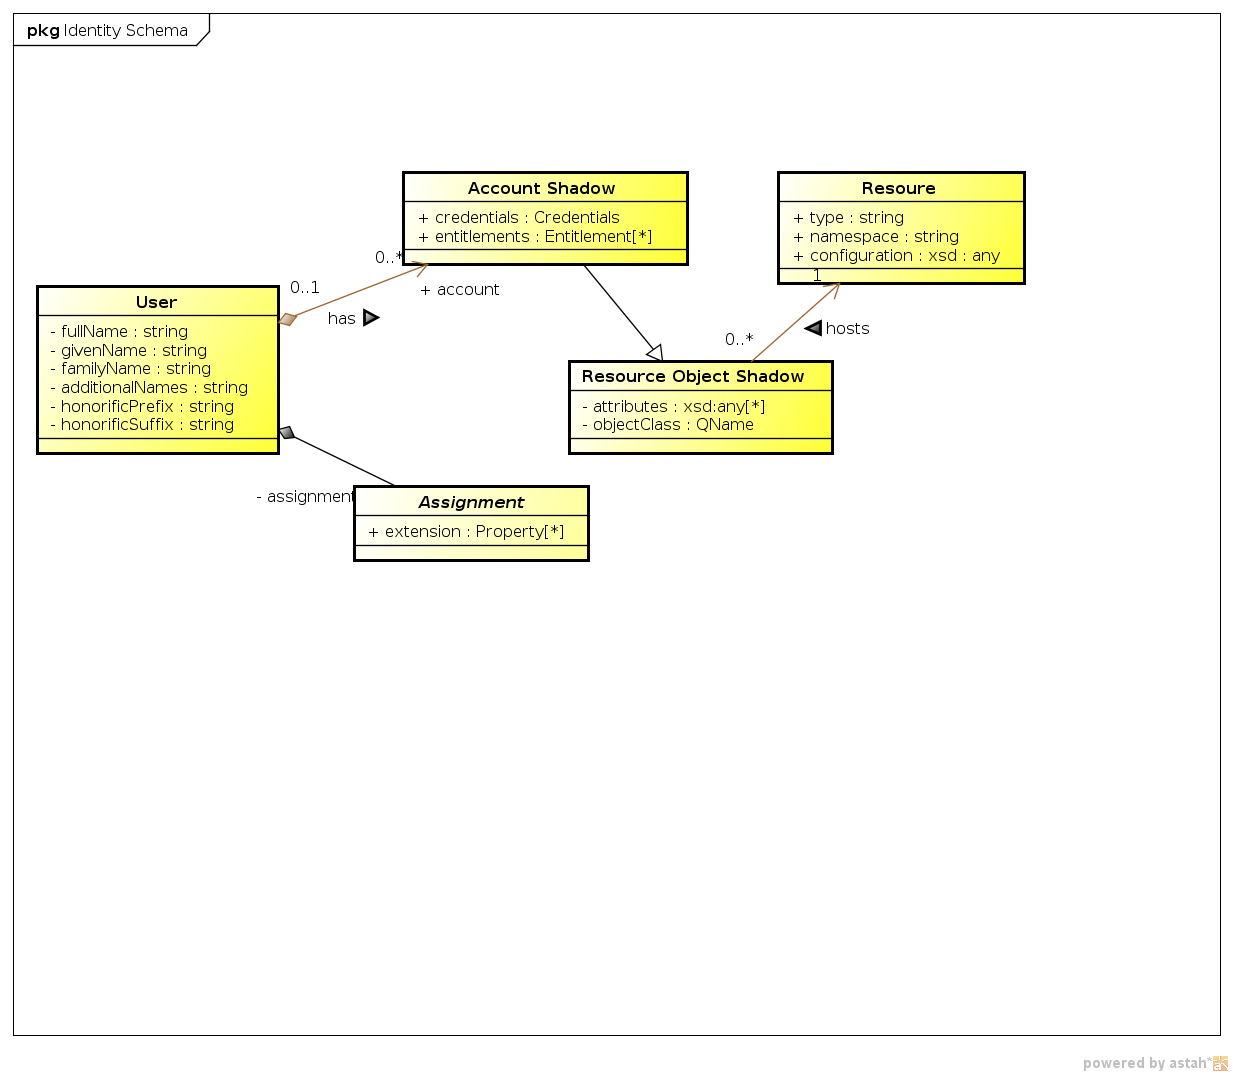 pkg Identity Schema
Account Shadow
+ credentials : Credentials
+ entitlements : Entitlement[*]
Resoure
+ type : string
+ namespace : string
+ configuration : xsd : any
1
0..*
0..1
+ account
has
User
- fullName : string
- givenName : string
- familyName : string
- additionalNames : string
- honorificPrefix : string
- honorificSuffix : string
hosts
0..*
Resource Object Shadow
- attributes : xsd:any[*]
- objectClass : QName
- assignment
Assignment
+ extension : Property[*]
powered by astah*